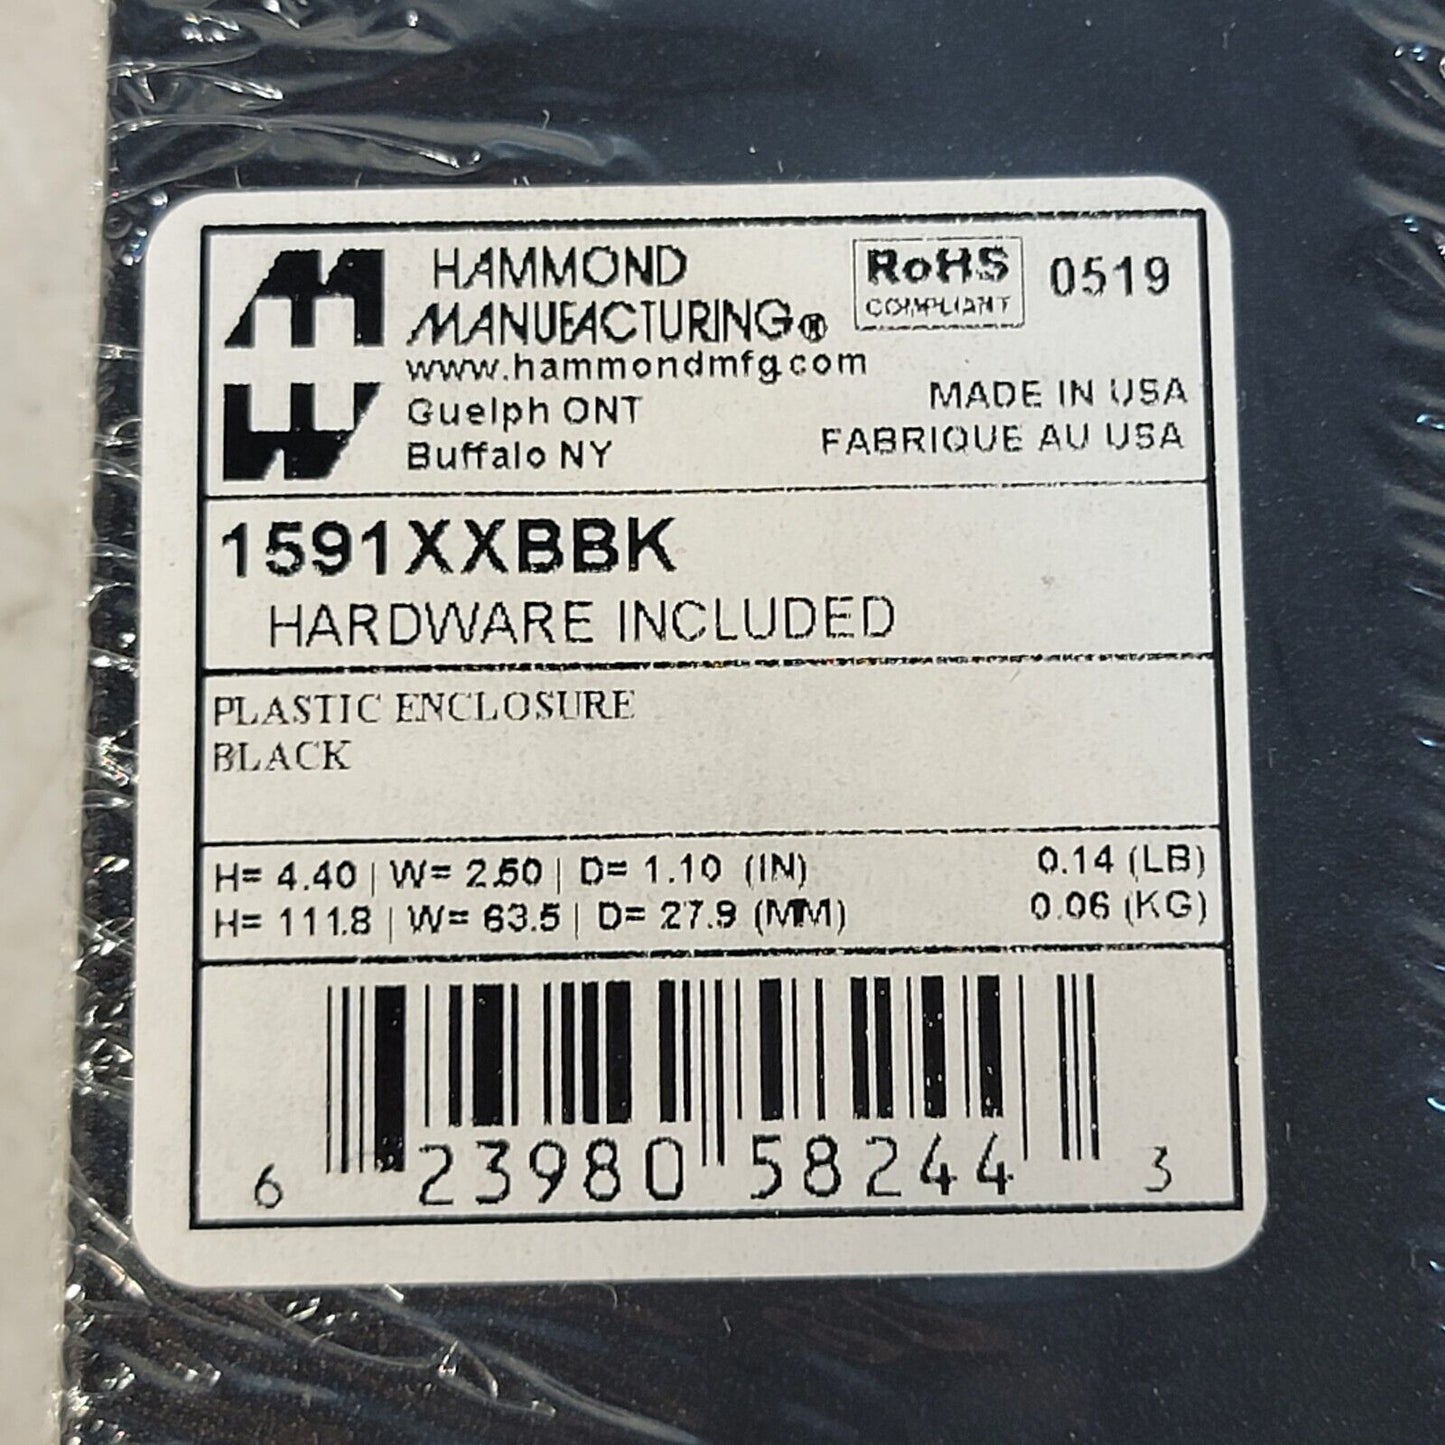 HAMMOND
MANUFACTURING®
RoHS
COMPLIANT
0519
www.hammondmfg.com
Guelph ONT
Buffalo NY
MADE IN USA
FABRIQUE AU USA
1591XXBBK
HARDWARE INCLUDED
PLASTIC ENCLOSURE
BLACK
H= 4.40 | W= 2.50 | D= 1.10 (IN) 0.14 (LB)
H= 111.8 | W= 63.5 | D= 27.9 (MM) 0.06 (KG)
6 23980 58244 3